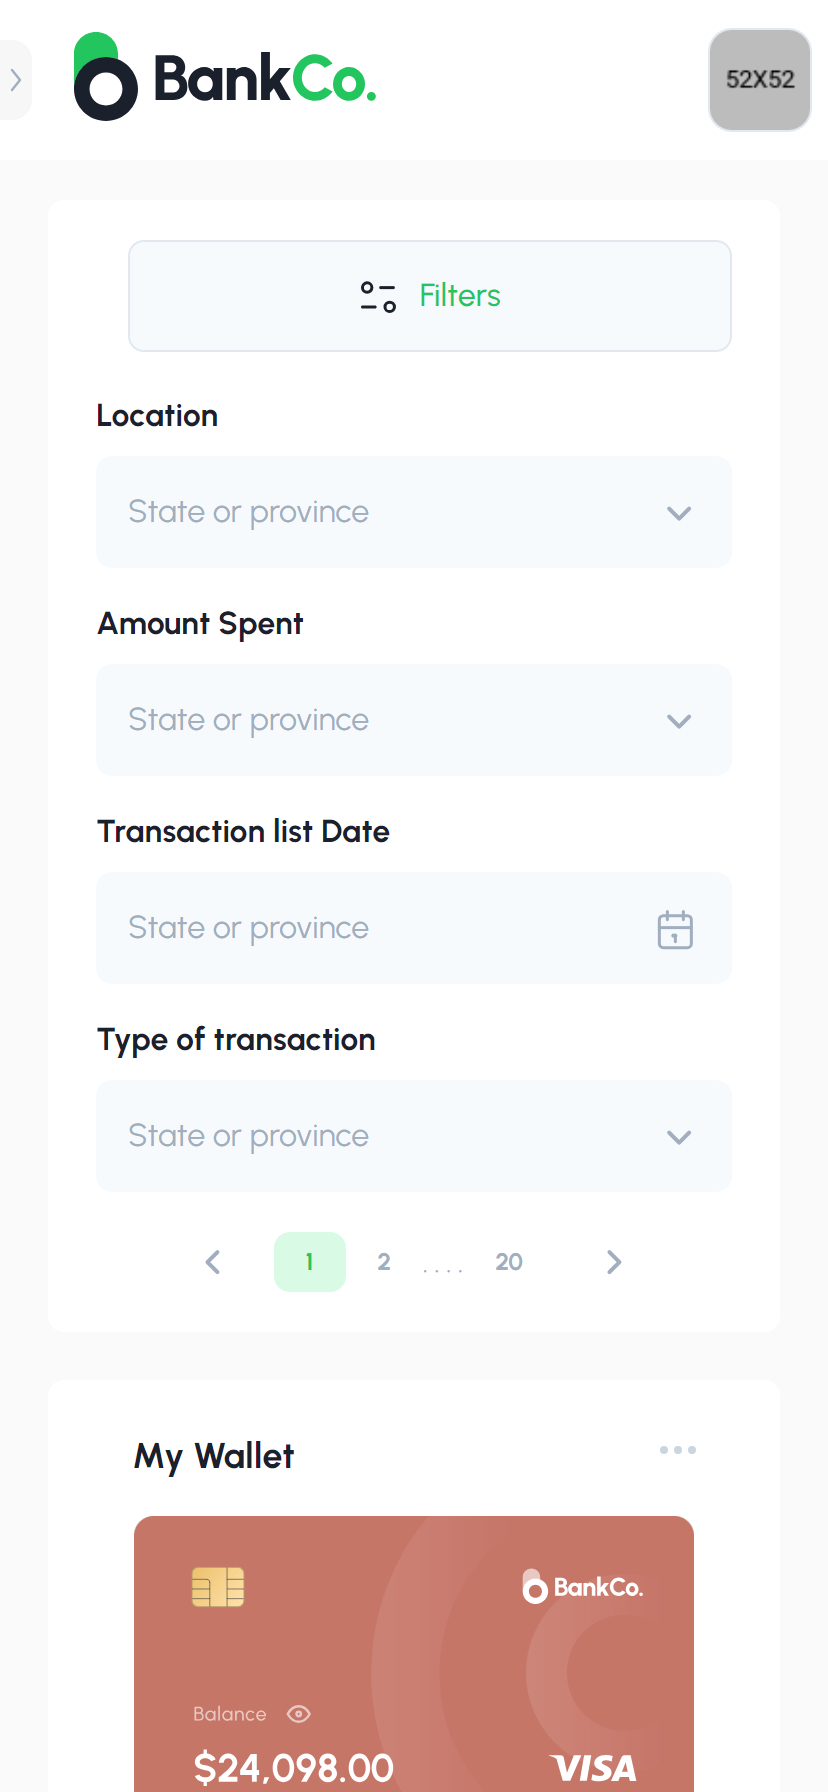 BankCo.
52X52
Filters
Location
State or province
Amount Spent
State or province
Transaction list Date
State or province
Type of transaction
State or province
1 2 .... 20
My Wallet
BankCo.
Balance
$24,098.00
VISA